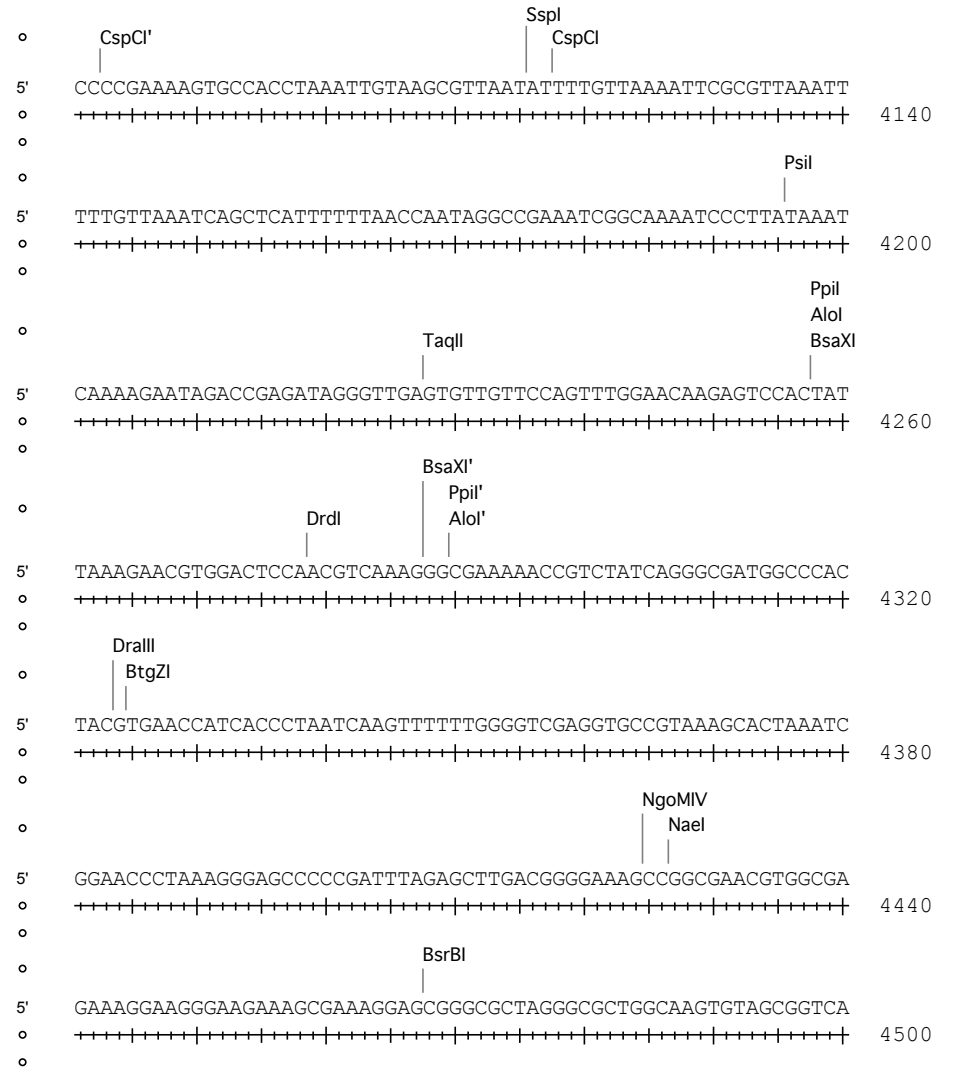 SspI
CspCI' CspCI
5' CCCCGAAAAGTGCCACCTAAATTGTAAGCGTTAATATTTTGTTAAAATTCGCGTTAAATT
4140
PsiI
5' TTTGTTAAATCAGCTCATTTTTTAACCAATAGGCCGAAATCGGCAAAATCCCTTATAAAT
4200
PpiI
AloI
TaqII BsaXI
5' CAAAAGAATAGACCGAGATAGGGTTGAGTGTTGTTCCAGTTTGGAACAAGAGTCCACTAT
4260
BsaXI'
PpiI'
DrdI AloI'
5' TAAAGAACGTGGACTCCAACGTCAAAGGGCGAAAAACCGTCTATCAGGGCGATGGCCCAC
4320
DraIII
BtgZI
5' TACGTGAACCATCACCCTAATCAAGTTTTTTGGGGTCGAGGTGCCGTAAAGCACTAAATC
4380
NgoMIV
NaeI
5' GGAACCCTAAAGGGAGCCCCCGATTTAGAGCTTGACGGGGAAAGCCGGCGAACGTGGCGA
4440
BsrBI
5' GAAAGGAAGGGAAGAAAGCGAAAGGAGCGGGCGCTAGGGCGCTGGCAAGTGTAGCGGTCA
4500